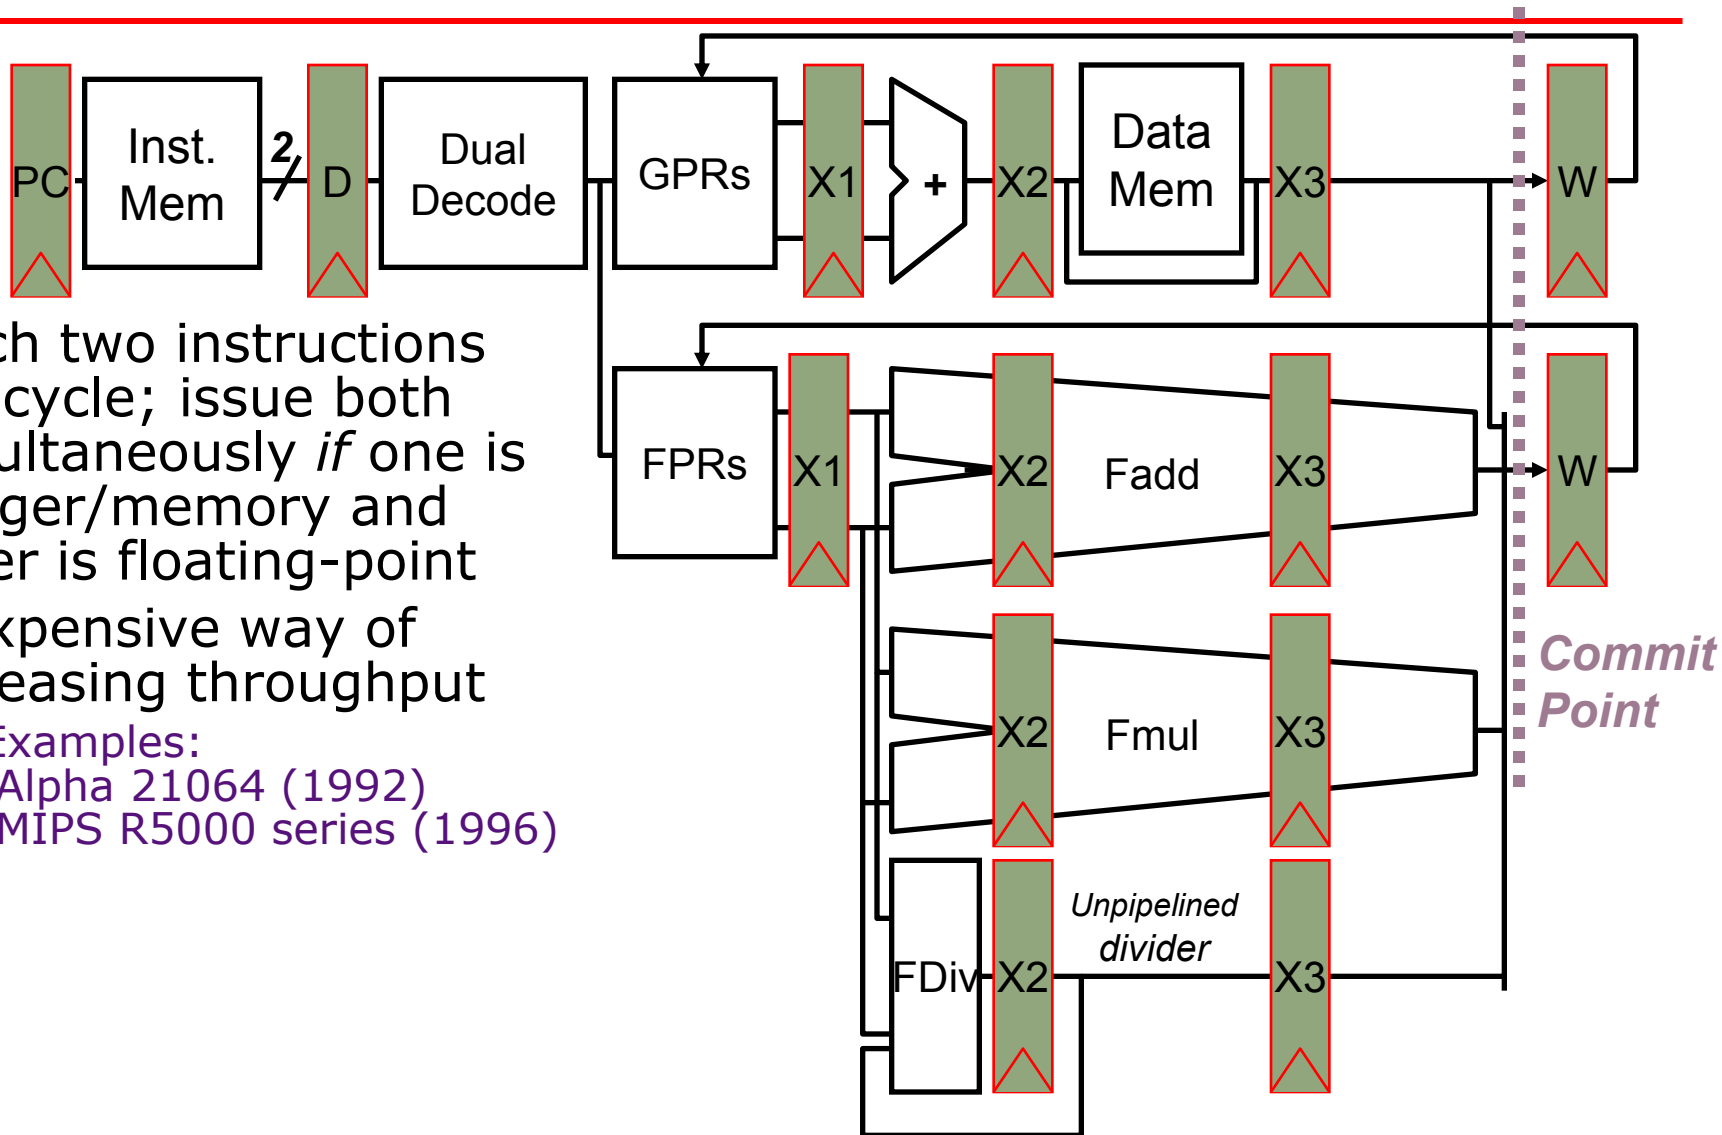 PC
Inst.
Mem
2
D
Dual
Decode
GPRs
X1
+
X2
Data
Mem
X3
W
ch two instructions
cycle; issue both
ultaneously if one is
ger/memory and
er is floating-point
xpensive way of
easing throughput
Examples:
Alpha 21064 (1992)
MIPS R5000 series (1996)
FPRs
X1
X2
Fadd
X3
W
X2
Fmul
X3
Commit
Point
FDiv
X2
Unpipelined
divider
X3